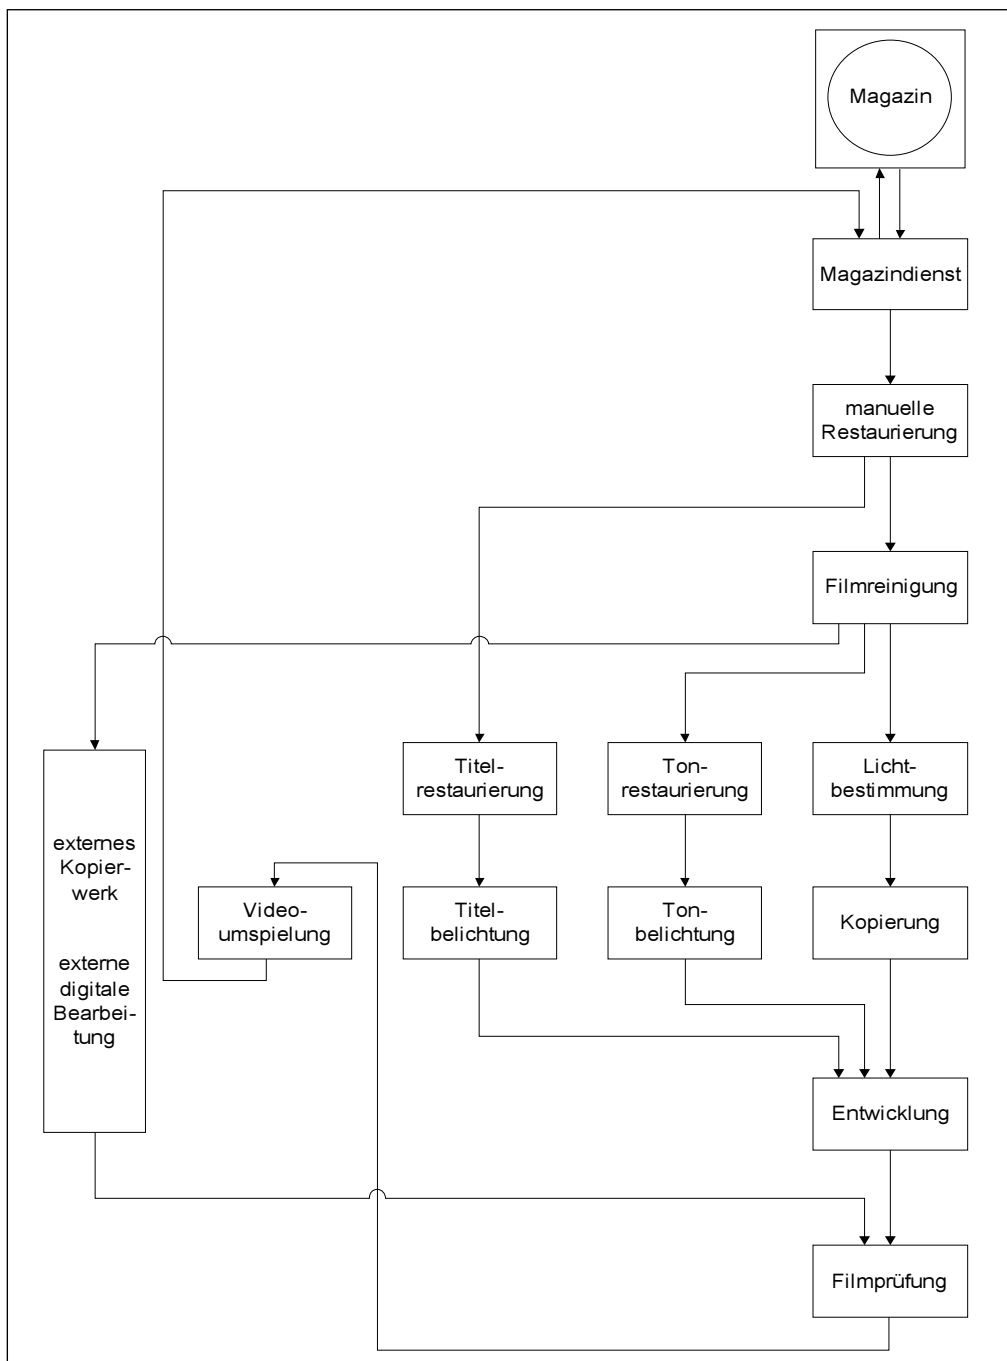 Magazin
Magazindienst
manuelle
Restaurierung
Filmreinigung
Titel-
restaurierung
Ton-
restaurierung
Licht-
bestimmung
externes
Kopier-
werk
externe
digitale
Bearbei-
tung
Video-
umspielung
Titel-
belichtung
Ton-
belichtung
Kopierung
Entwicklung
Filmprüfung